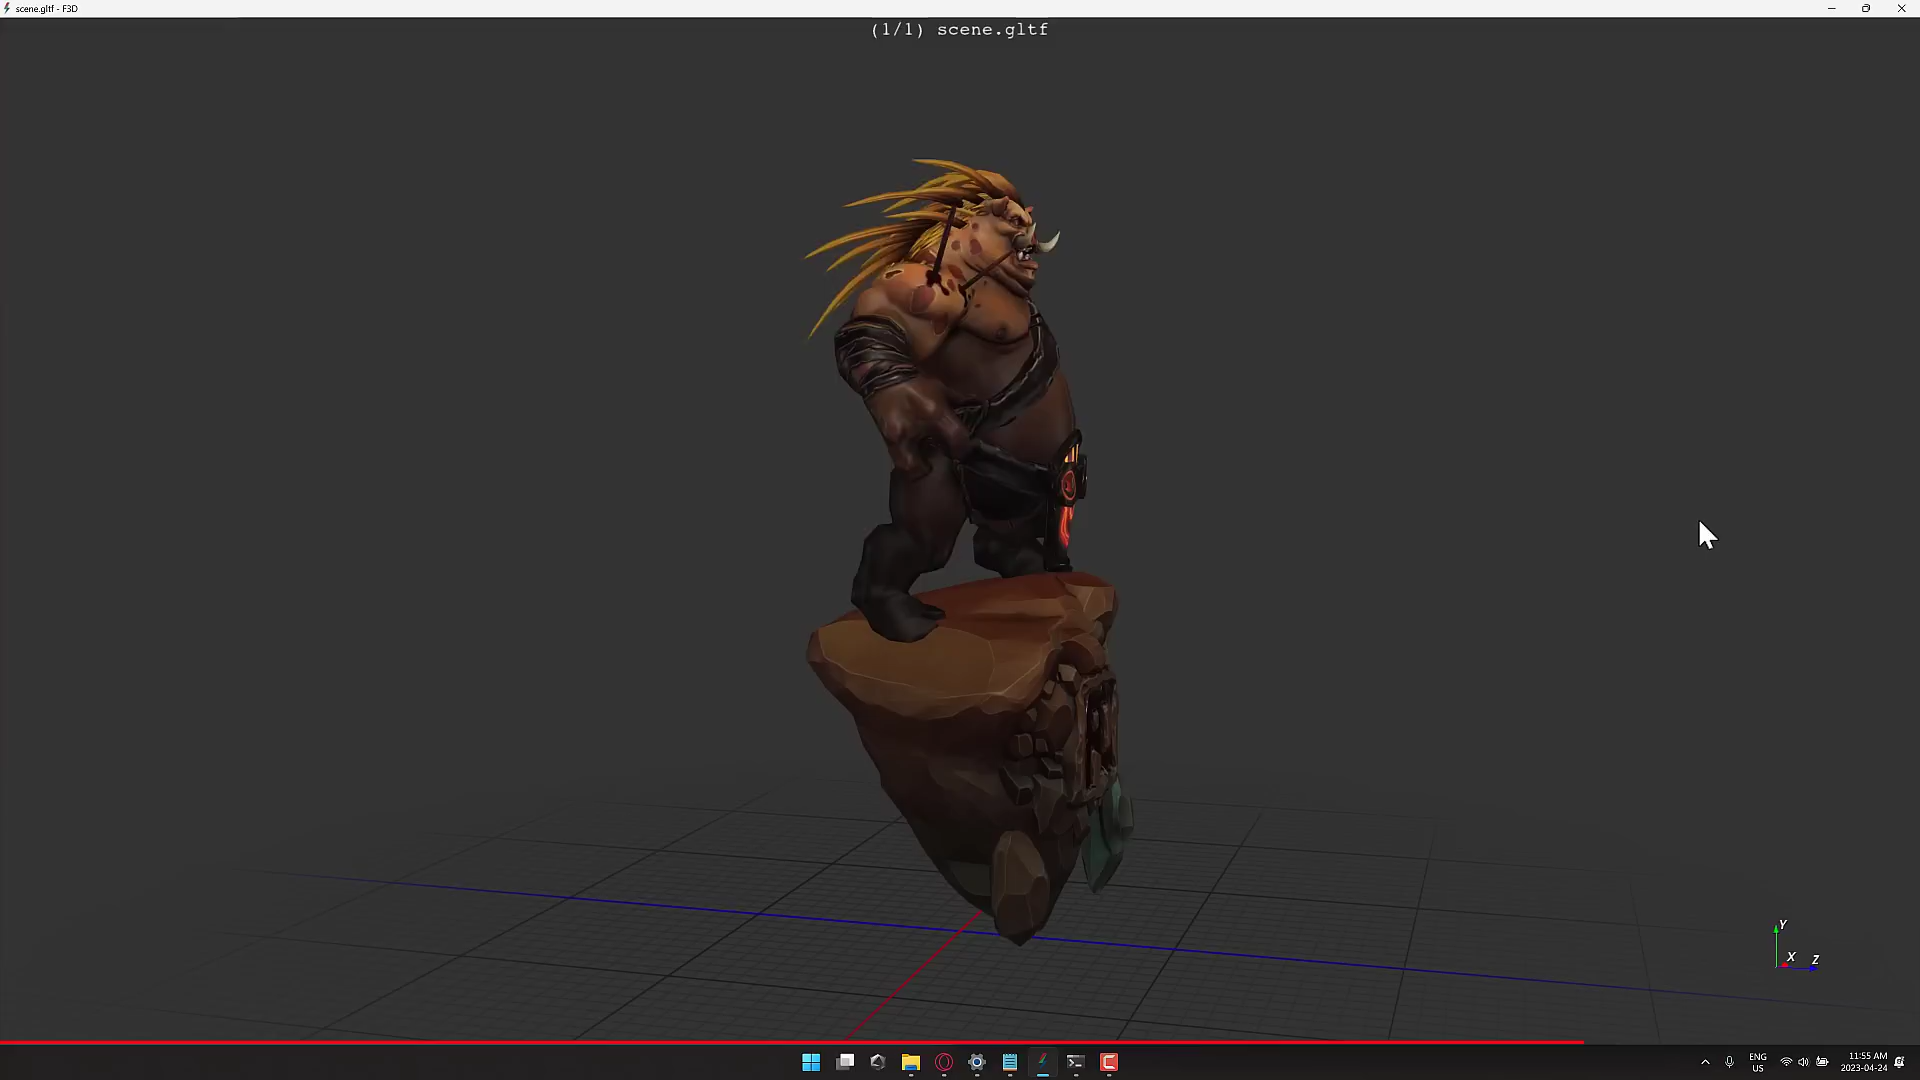 scene.gltf - F3D
(1/1) scene.gltf
Y
X
Z
ENG
US
11:55 AM
2023-04-24